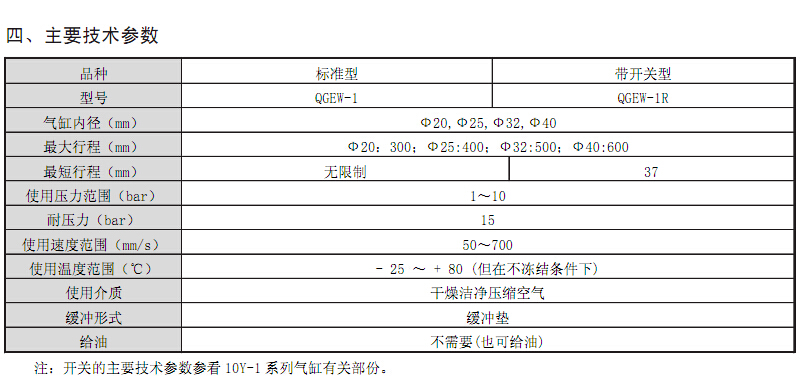 四、主要技术参数
品种 标准型 带开关型
型号 QGEW-1 QGEW-1R
气缸内径（mm） Φ20,Φ25,Φ32,Φ40
最大行程（mm） Φ20：300；Φ25:400；Φ32:500；Φ40:600
最短行程（mm） 无限制 37
使用压力范围（bar） 1～10
耐压力（bar） 15
使用速度范围（mm/s） 50～700
使用温度范围（℃） - 25 ～ + 80 (但在不冻结条件下)
使用介质 干燥洁净压缩空气
缓冲形式 缓冲垫
给油 不需要(也可给油)
注：开关的主要技术参数参看 10Y-1 系列气缸有关部份。